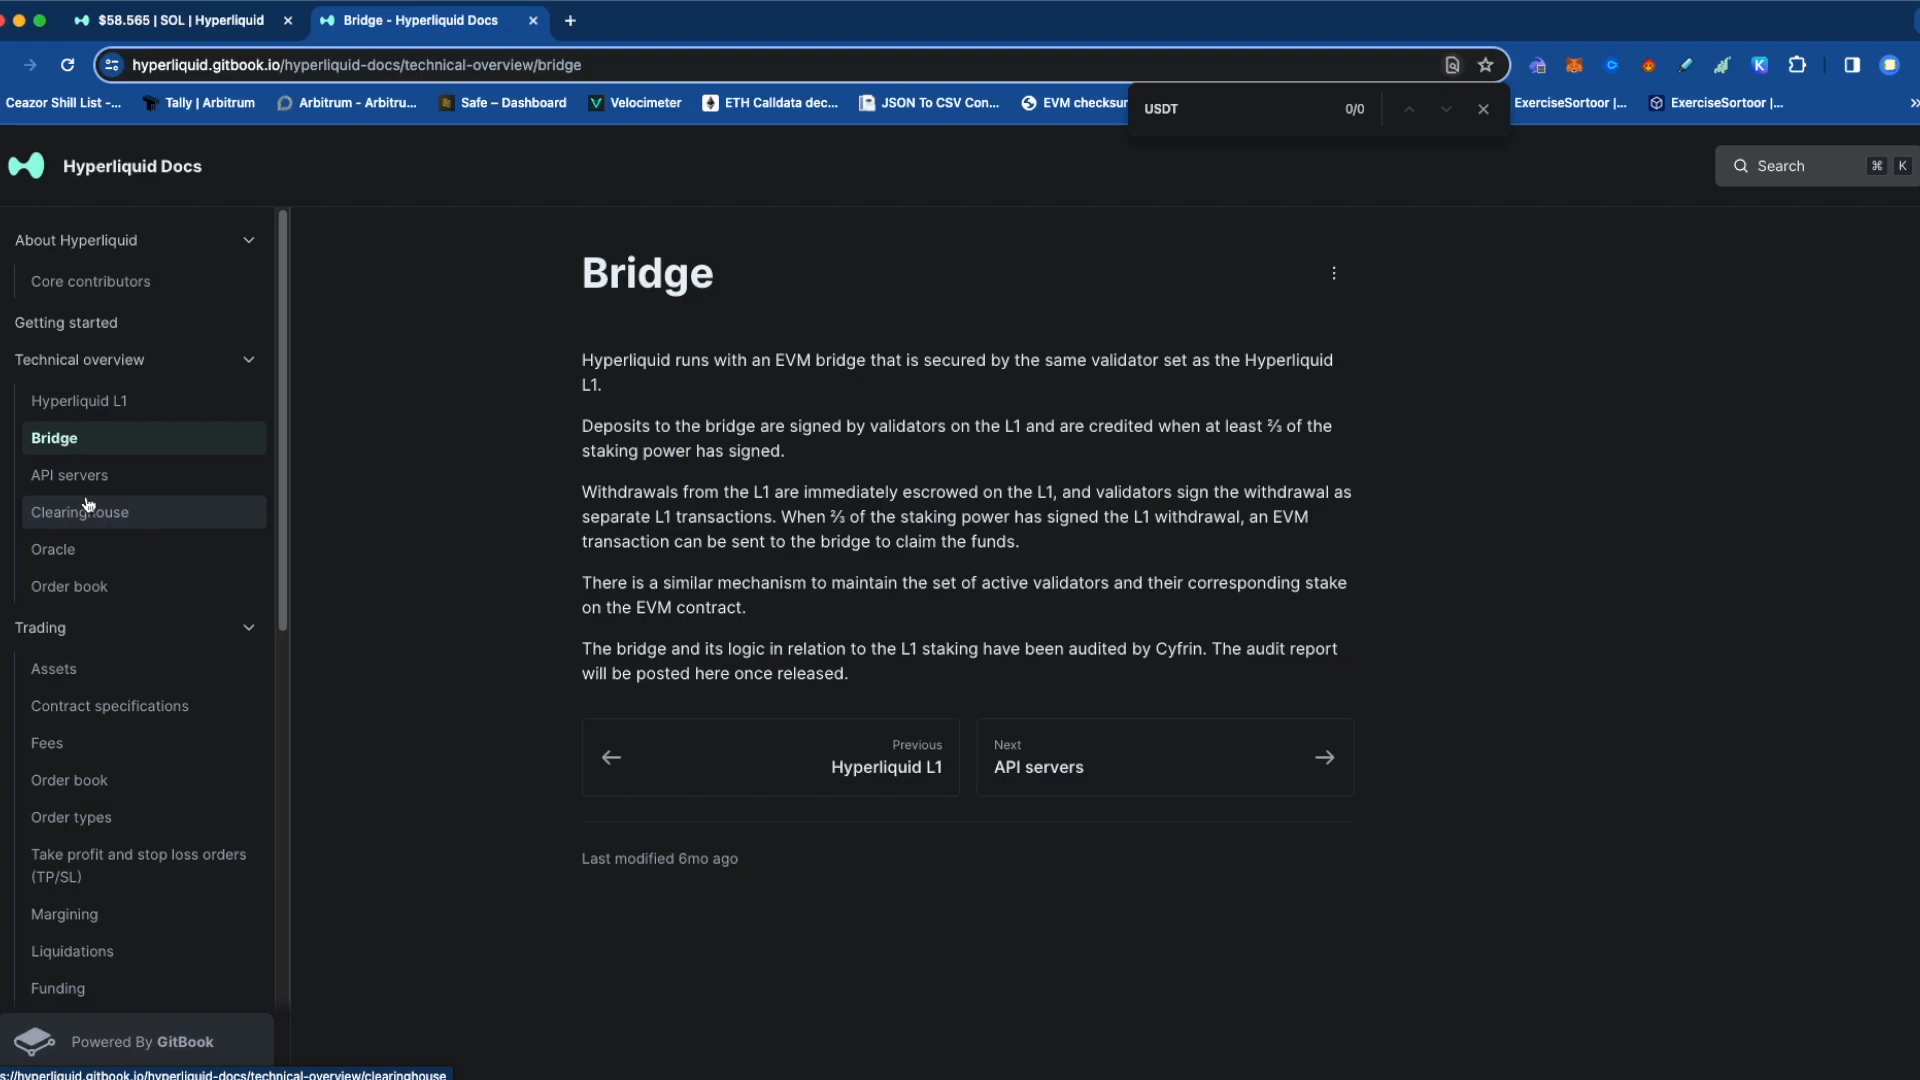 $58.565 | SOL | Hyperliquid
Bridge - Hyperliquid Docs
hyperliquid.gitbook.io/hyperliquid-docs/technical-overview/bridge
Ceazor Shill List -...
Tally | Arbitrum
Arbitrum - Arbitru...
Safe – Dashboard
Velocimeter
ETH Calldata dec...
JSON To CSV Con...
EVM checksu
ExerciseSortoor |...
ExerciseSortoor |...
USDT
0/0
Hyperliquid Docs
Search
⌘ K
About Hyperliquid
Core contributors
Getting started
Technical overview
Hyperliquid L1
Bridge
API servers
Clearinghouse
Oracle
Order book
Trading
Assets
Contract specifications
Fees
Order book
Order types
Take profit and stop loss orders
(TP/SL)
Margining
Liquidations
Funding
Powered By GitBook
s://hyperliquid.gitbook.io/hyperliquid-docs/technical-overview/clearinghouse
Bridge
Hyperliquid runs with an EVM bridge that is secured by the same validator set as the Hyperliquid
L1.
Deposits to the bridge are signed by validators on the L1 and are credited when at least ⅔ of the
staking power has signed.
Withdrawals from the L1 are immediately escrowed on the L1, and validators sign the withdrawal as
separate L1 transactions. When ⅔ of the staking power has signed the L1 withdrawal, an EVM
transaction can be sent to the bridge to claim the funds.
There is a similar mechanism to maintain the set of active validators and their corresponding stake
on the EVM contract.
The bridge and its logic in relation to the L1 staking have been audited by Cyfrin. The audit report
will be posted here once released.
Previous
Hyperliquid L1
Next
API servers
Last modified 6mo ago